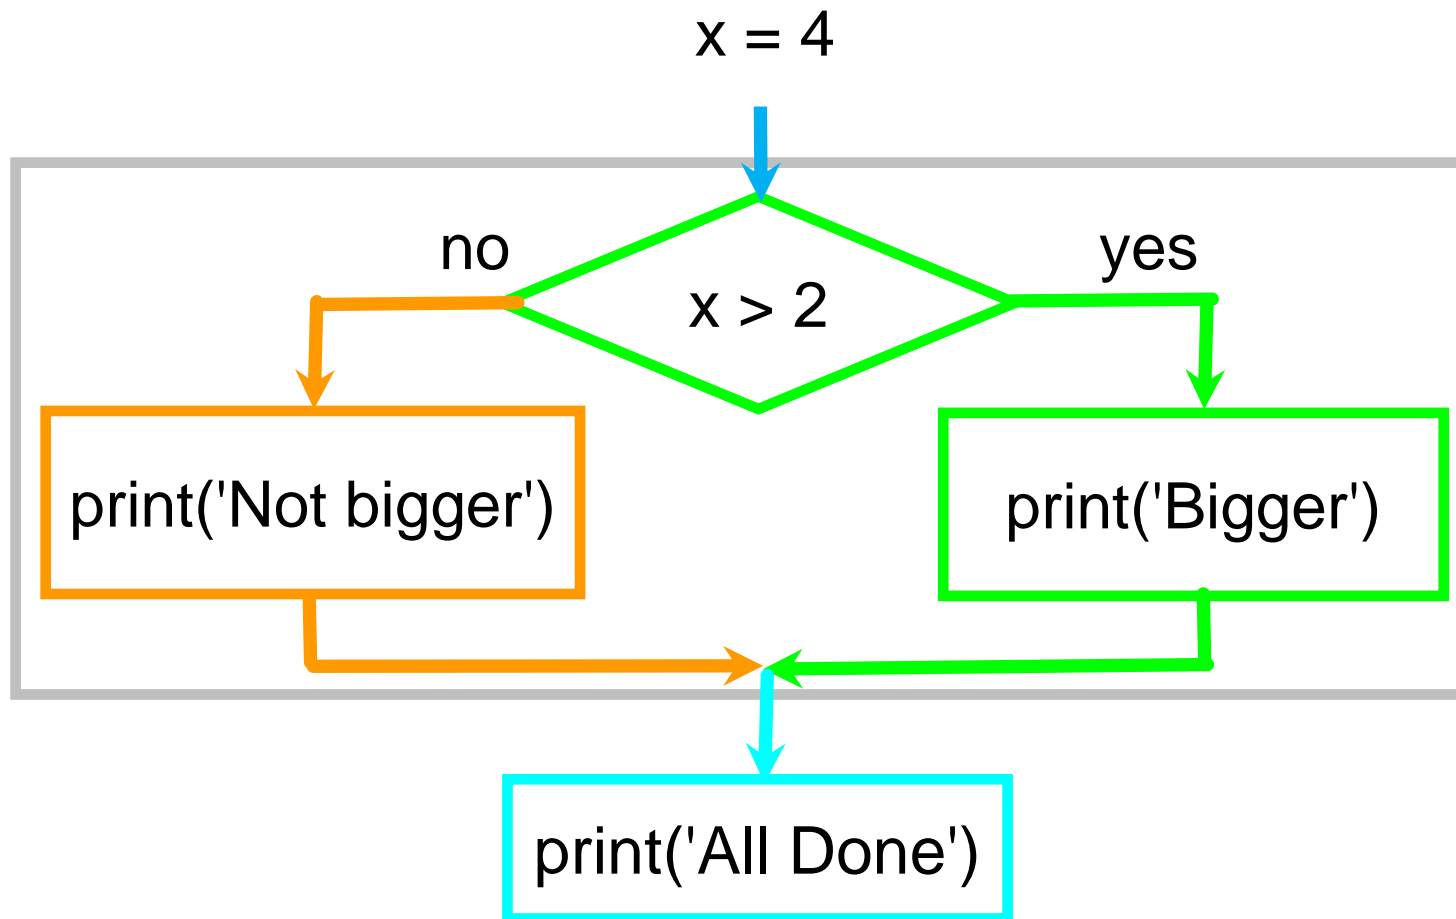 x = 4
no
yes
x > 2
print('Not bigger')
print('Bigger')
print('All Done')